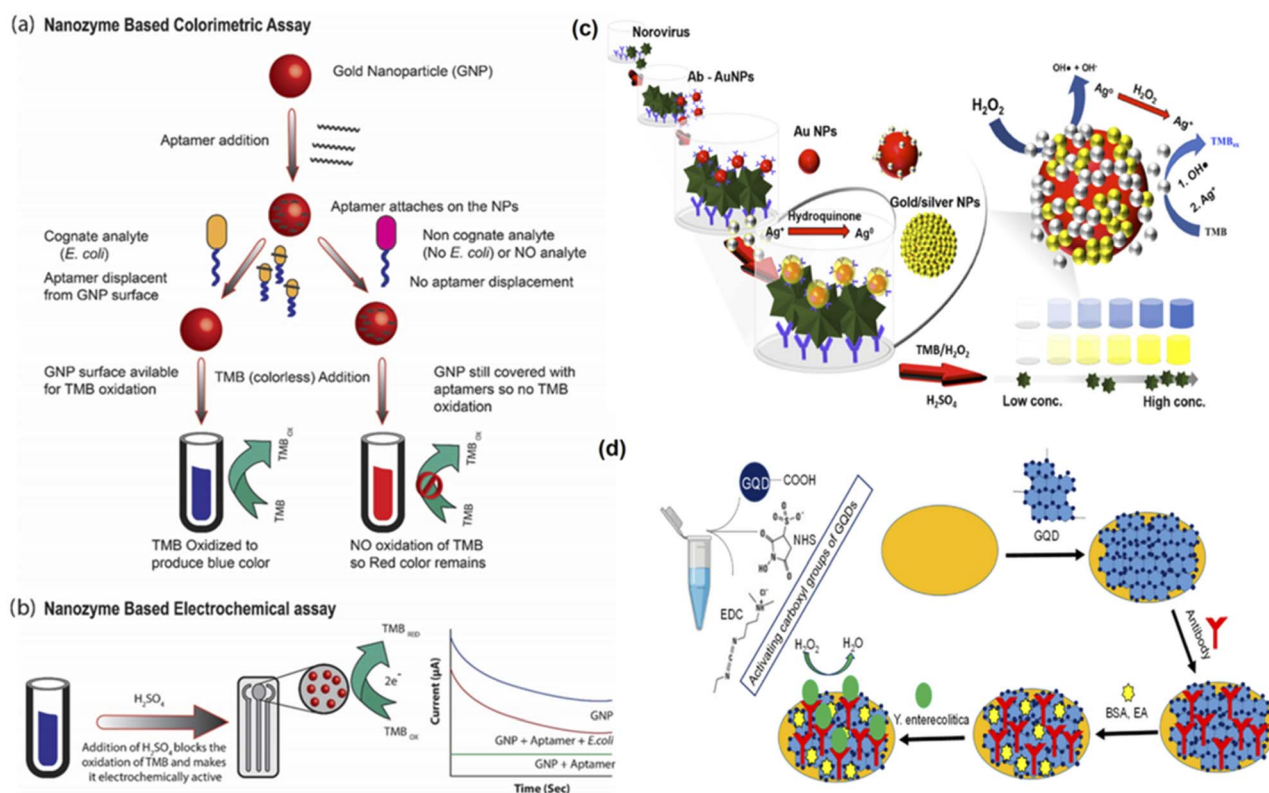 (a) Nanozyme Based Colorimetric Assay
Gold Nanoparticle (GNP)
Aptamer addition
Aptamer attaches on the NPs
Cognate analyte
(E. coli)
Aptamer displacent
from GNP surface
Non cognate analyte
(No E. coli) or NO analyte
No aptamer displacement
GNP surface avilable
for TMB oxidation
TMB (colorless) Addition
GNP still covered with
aptamers so no TMB
oxidation
TMB OX
TMB
TMB OX
TMB
TMB Oxidized to
produce blue color
NO oxidation of TMB
so Red color remains
(b) Nanozyme Based Electrochemical assay
H2SO4
Addition of H2SO4 blocks the
oxidation of TMB and makes
it electrochemically active
TMB RED
2e-
TMB OX
Current (µA)
GNP
GNP + Aptamer + E.coli
GNP + Aptamer
Time (Sec)
(c)
Norovirus
Ab - AuNPs
Au NPs
Hydroquinone
Ag+
Ag0
Gold/silver NPs
H2O2
OH• + OH-
Ag0
H2O2
Ag+
TMBox
1. OH•
2. Ag+
TMB
TMB/H2O2
H2SO4
Low conc.
High conc.
(d)
GQD
COOH
NHS
EDC
Activating carboxyl groups of GQDs
GQD
Antibody
BSA, EA
Y. enterecolitica
H2O2
H2O